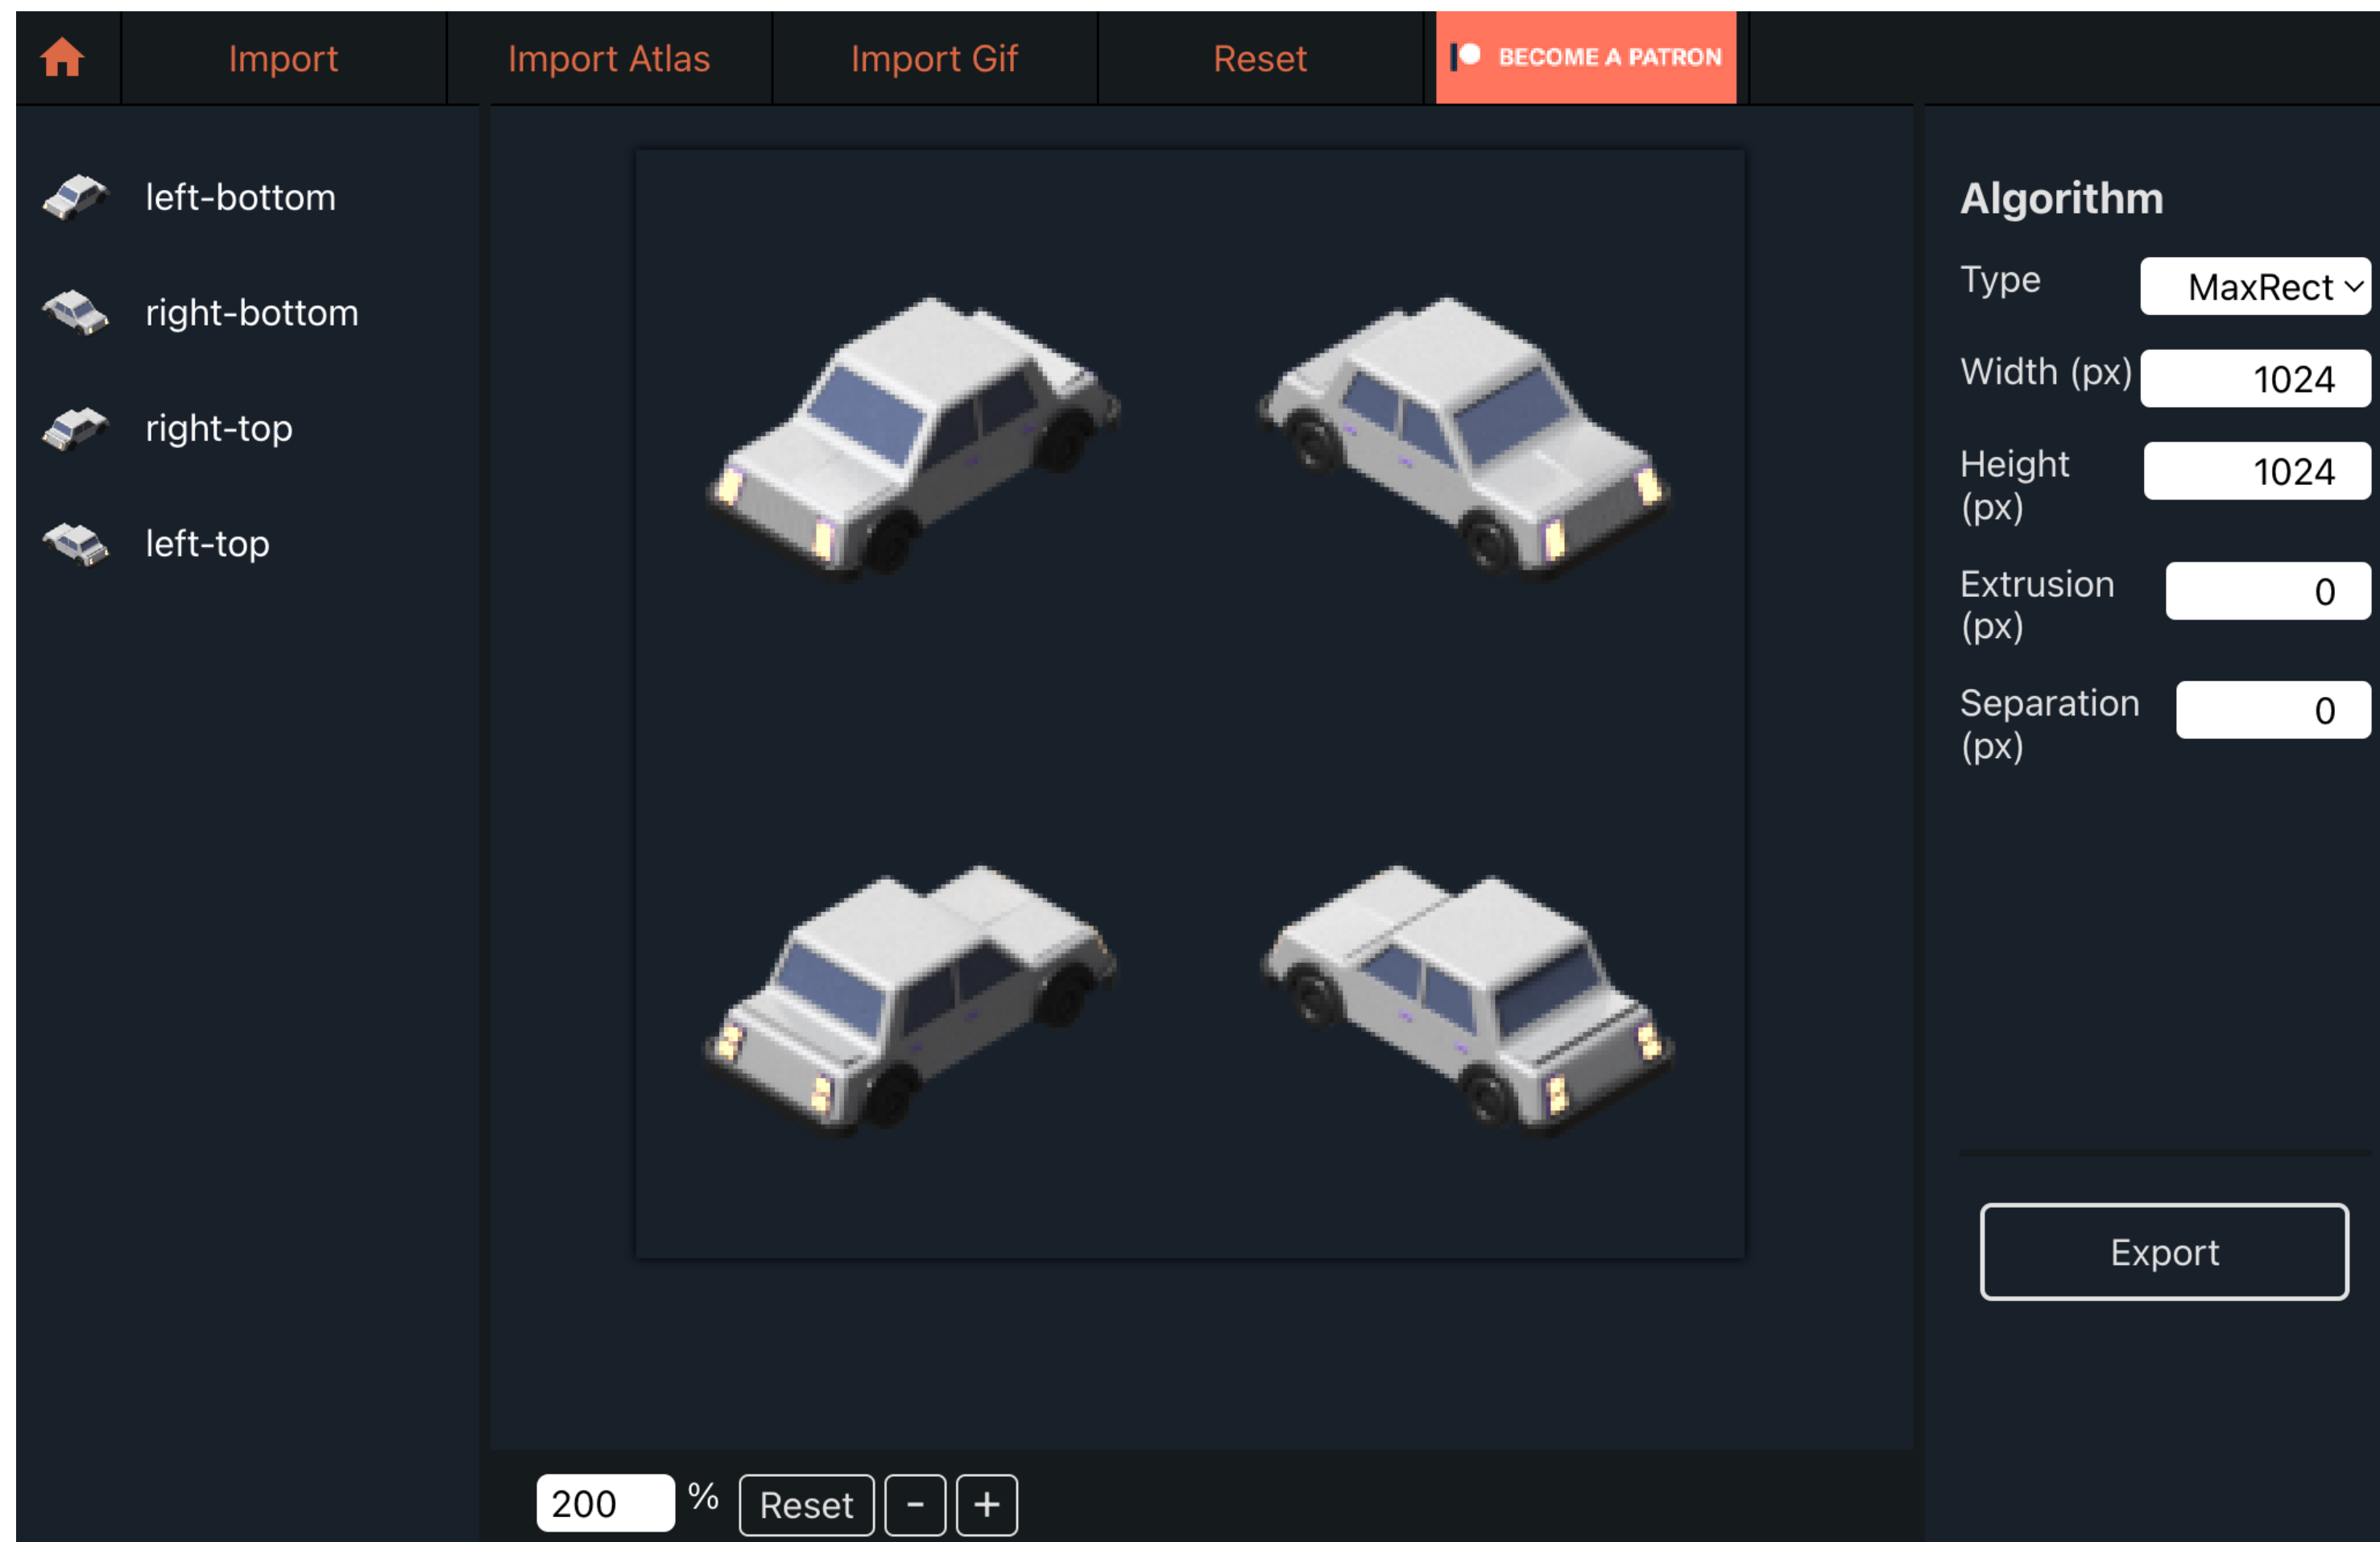 Import
Import Atlas
Import Gif
Reset
BECOME A PATRON
left-bottom
right-bottom
right-top
left-top
Algorithm
Type
MaxRect
Width (px)
1024
Height
(px)
1024
Extrusion
(px)
0
Separation
(px)
0
Export
200
%
Reset
-
+